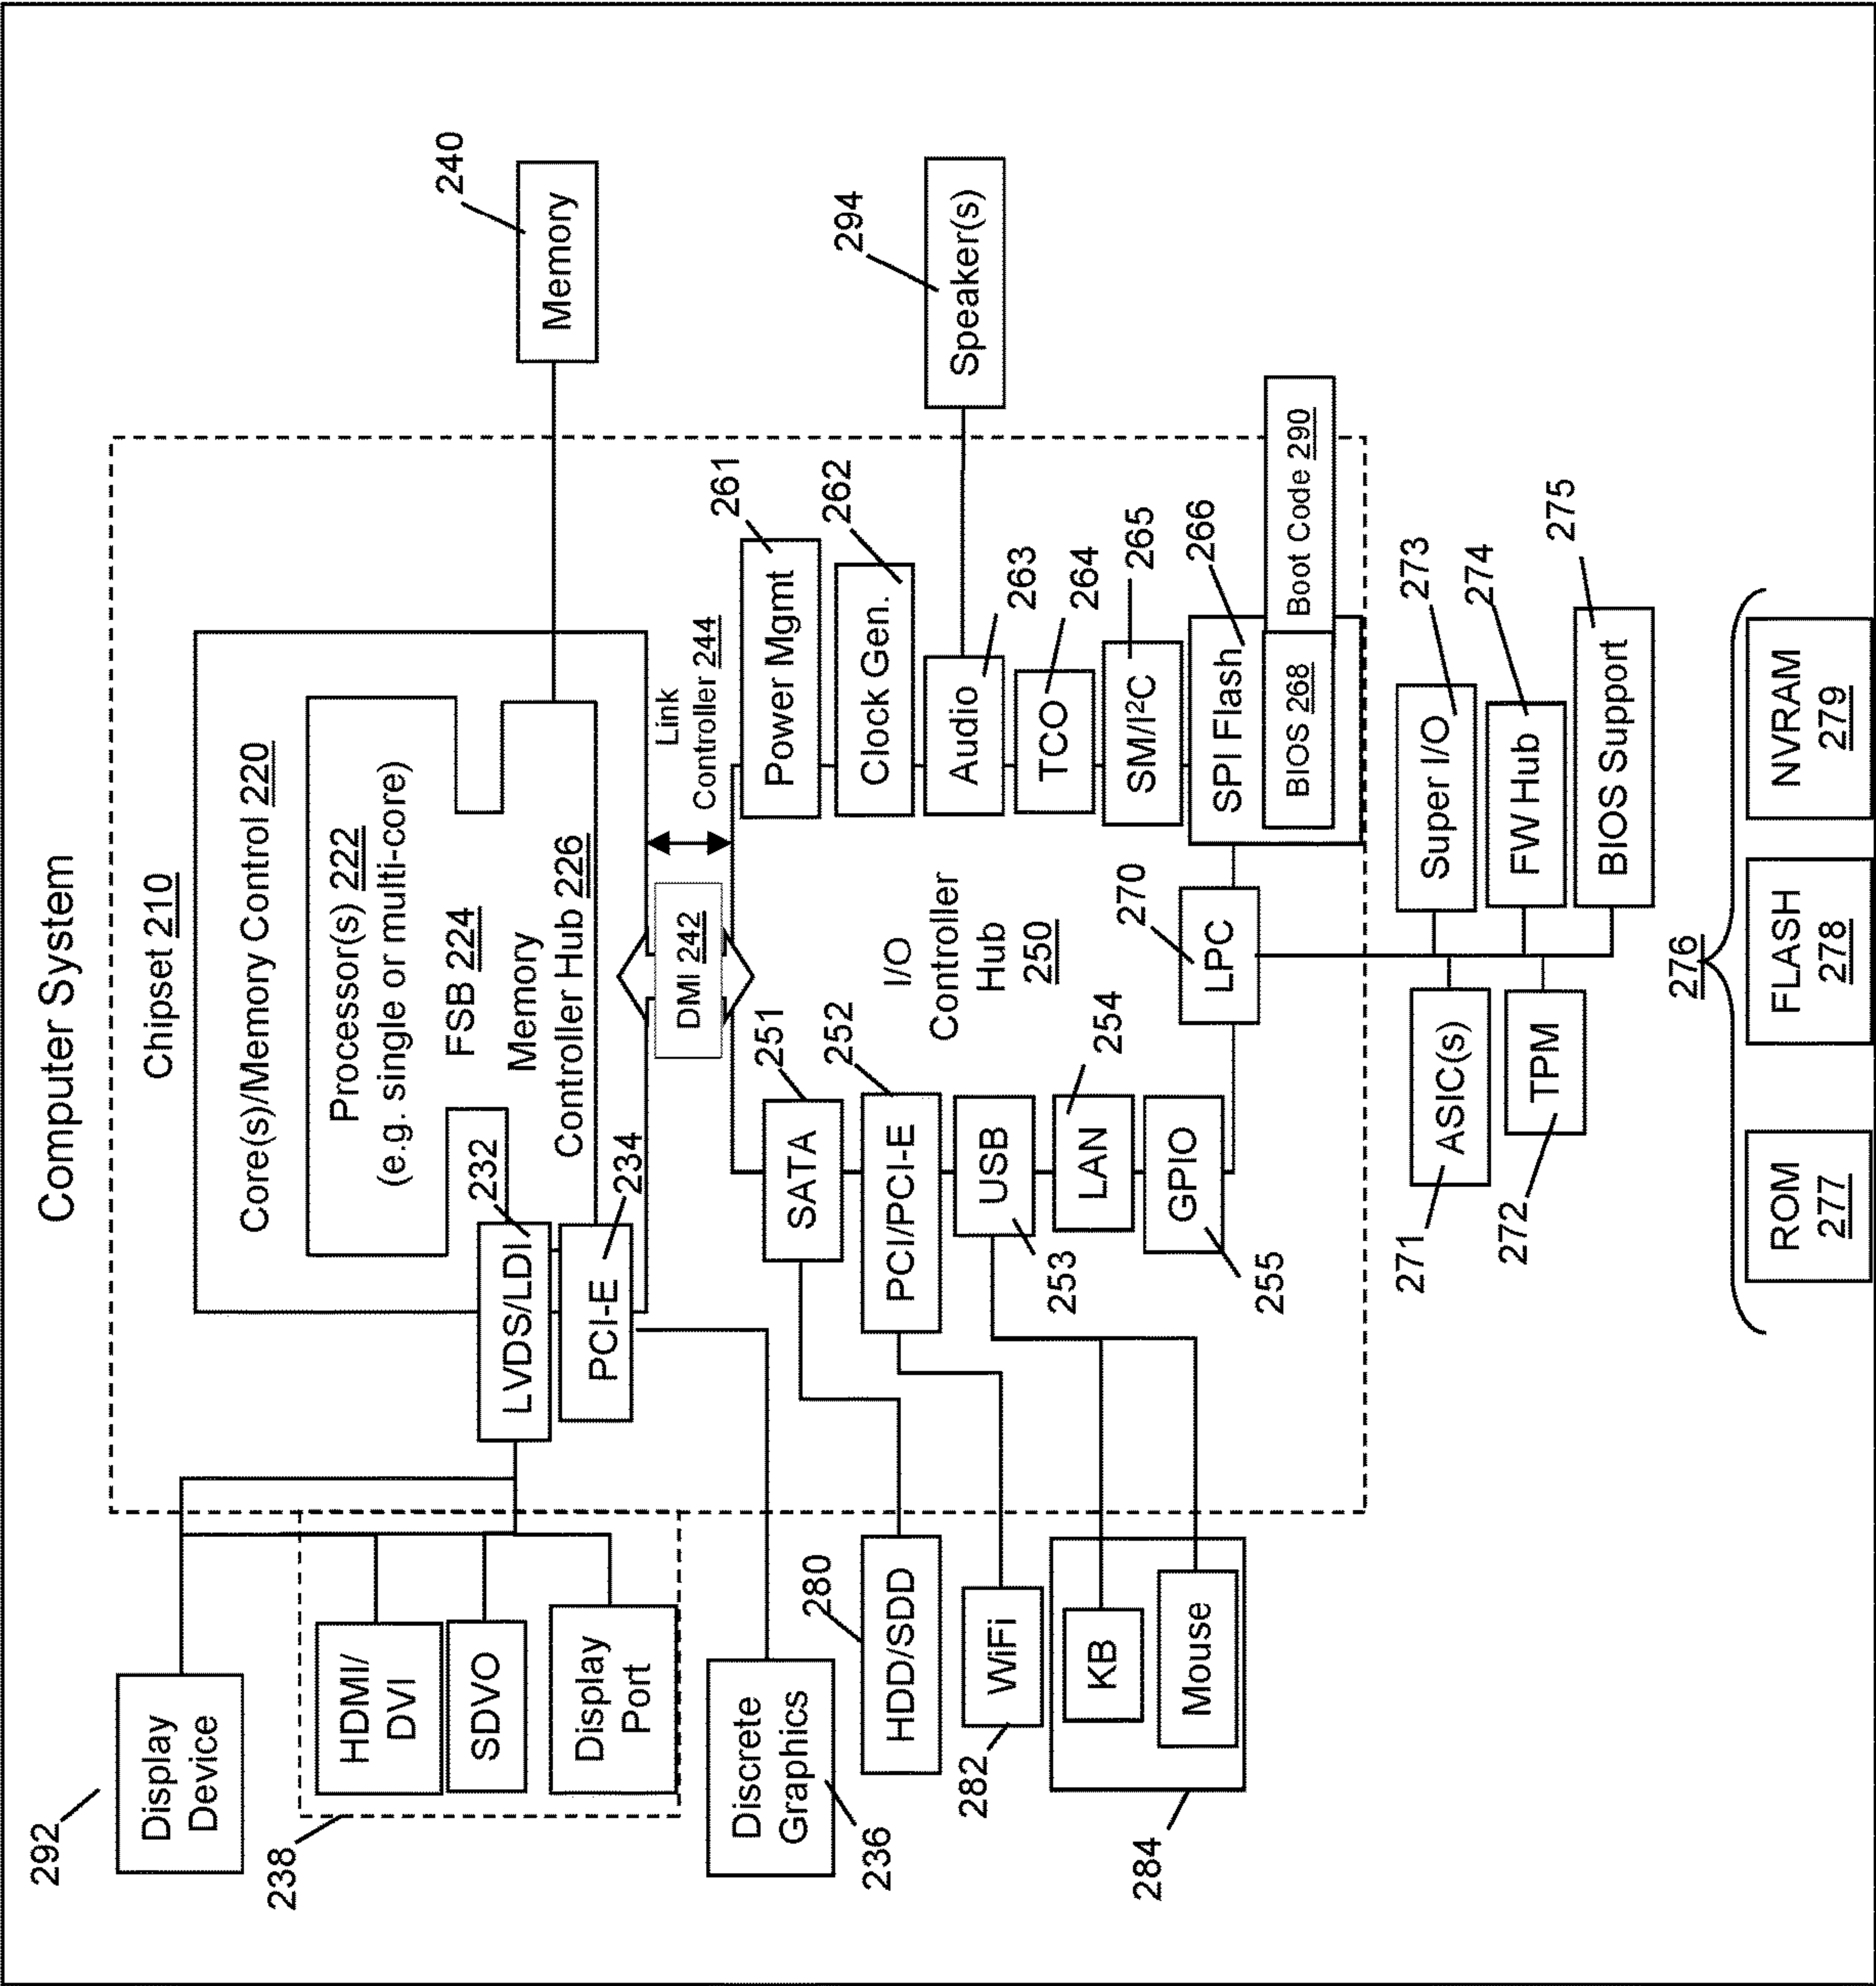 Computer System
Chipset 210
Core(s)/Memory Control 220
Processor(s) 222
(e.g. single or multi-core)
FSB 224
Memory
Controller Hub 226
240
Memory
232
LVDS/LDI
234
PCI-E
292
Display
Device
238
HDMI/
DVI
SDVO
Display
Port
Discrete
Graphics
236
DMI 242
Link
Controller 244
I/O
Controller
Hub
250
251
SATA
252
PCI/PCI-E
USB
253
254
LAN
GPIO
255
261
Power Mgmt
262
Clock Gen.
Audio
263
294
Speaker(s)
TCO
264
SM/I²C
265
SPI Flash
266
BIOS 268
Boot Code 290
280
HDD/SDD
WiFi
282
KB
Mouse
284
270
LPC
271
ASIC(s)
272
TPM
Super I/O
273
FW Hub
274
BIOS Support
275
276
ROM
277
FLASH
278
NVRAM
279